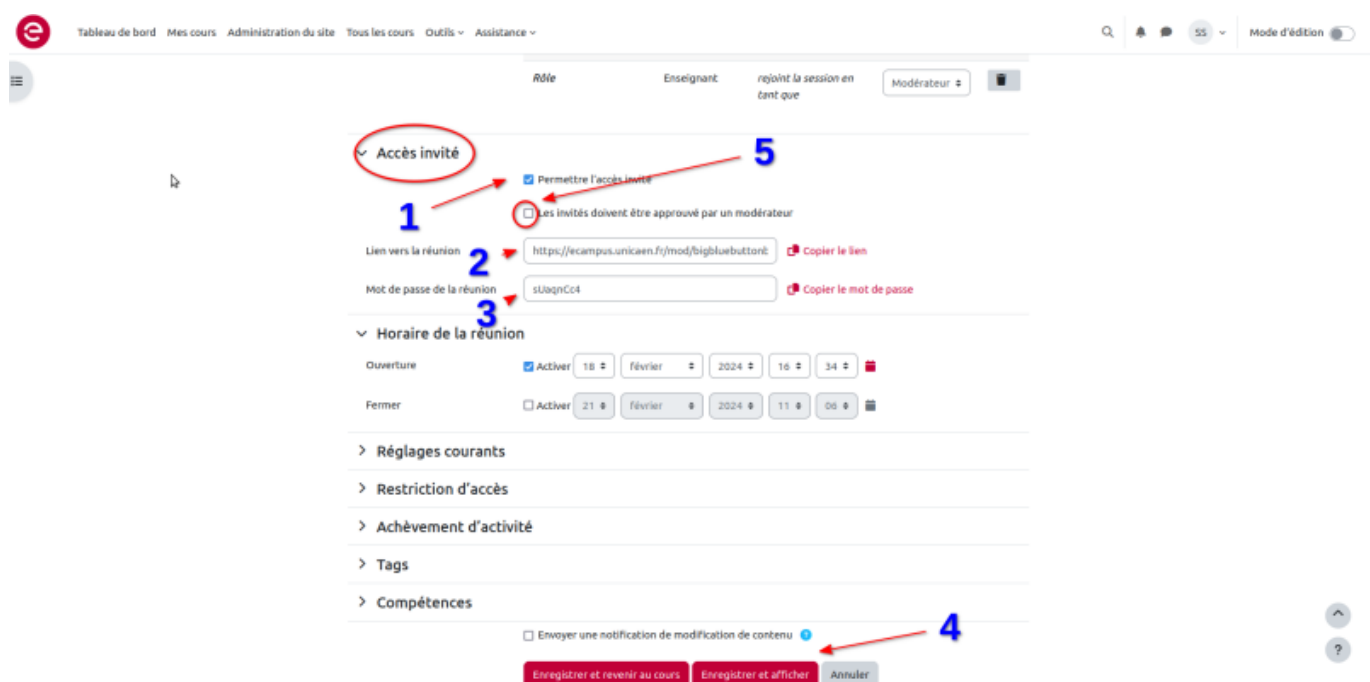 e Tableau de bord Mes cours Administration du site Tous les cours Outils Assistance SS Mode d'édition
Rôle Enseignant rejoint la session en tant que Modérateur
Accès invité
5
Permettre l'accès invité
1
Les invités doivent être approuvé par un modérateur
Lien vers la réunion 2 https://ecampus.unicaen.fr/mod/bigbluebuttonb Copier le lien
Mot de passe de la réunion sUaqnCc4 Copier le mot de passe
3
Horaire de la réunion
Ouverture Activer 18 février 2024 16 34
Fermer Activer 21 février 2024 11 06
Réglages courants
Restriction d'accès
Achèvement d'activité
Tags
Compétences
4
Envoyer une notification de modification de contenu ?
Enregistrer et revenir au cours Enregistrer et afficher Annuler
?